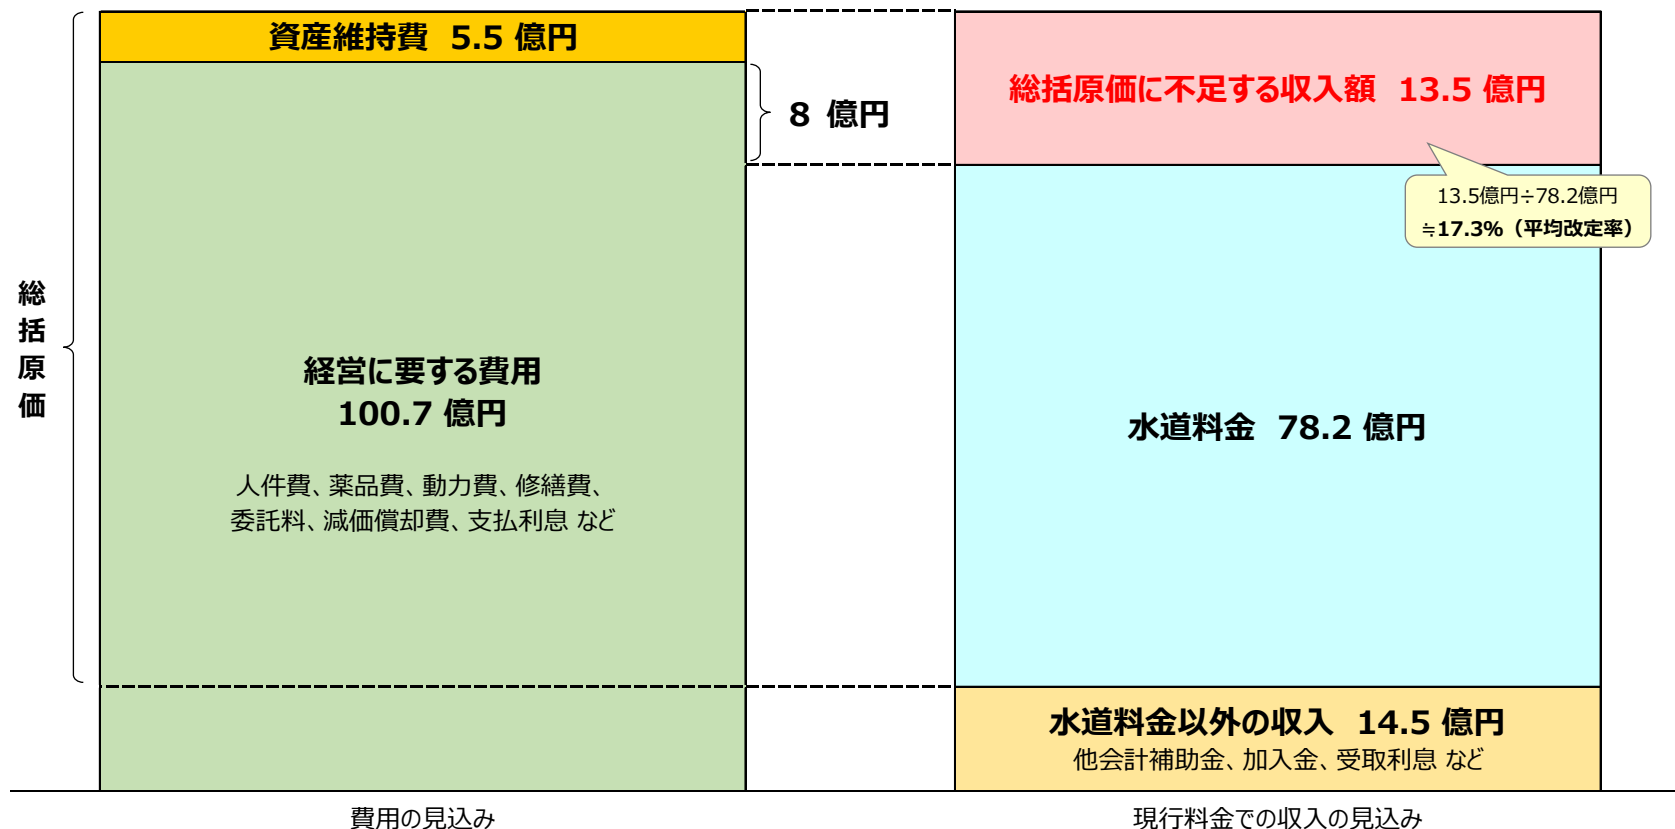 資産維持費 5.5 億円
8 億円
総括原価に不足する収入額 13.5 億円
13.5億円÷78.2億円
≒17.3%（平均改定率）
総括原価
経営に要する費用
100.7 億円
人件費、薬品費、動力費、修繕費、
委託料、減価償却費、支払利息 など
水道料金 78.2 億円
水道料金以外の収入 14.5 億円
他会計補助金、加入金、受取利息 など
費用の見込み
現行料金での収入の見込み